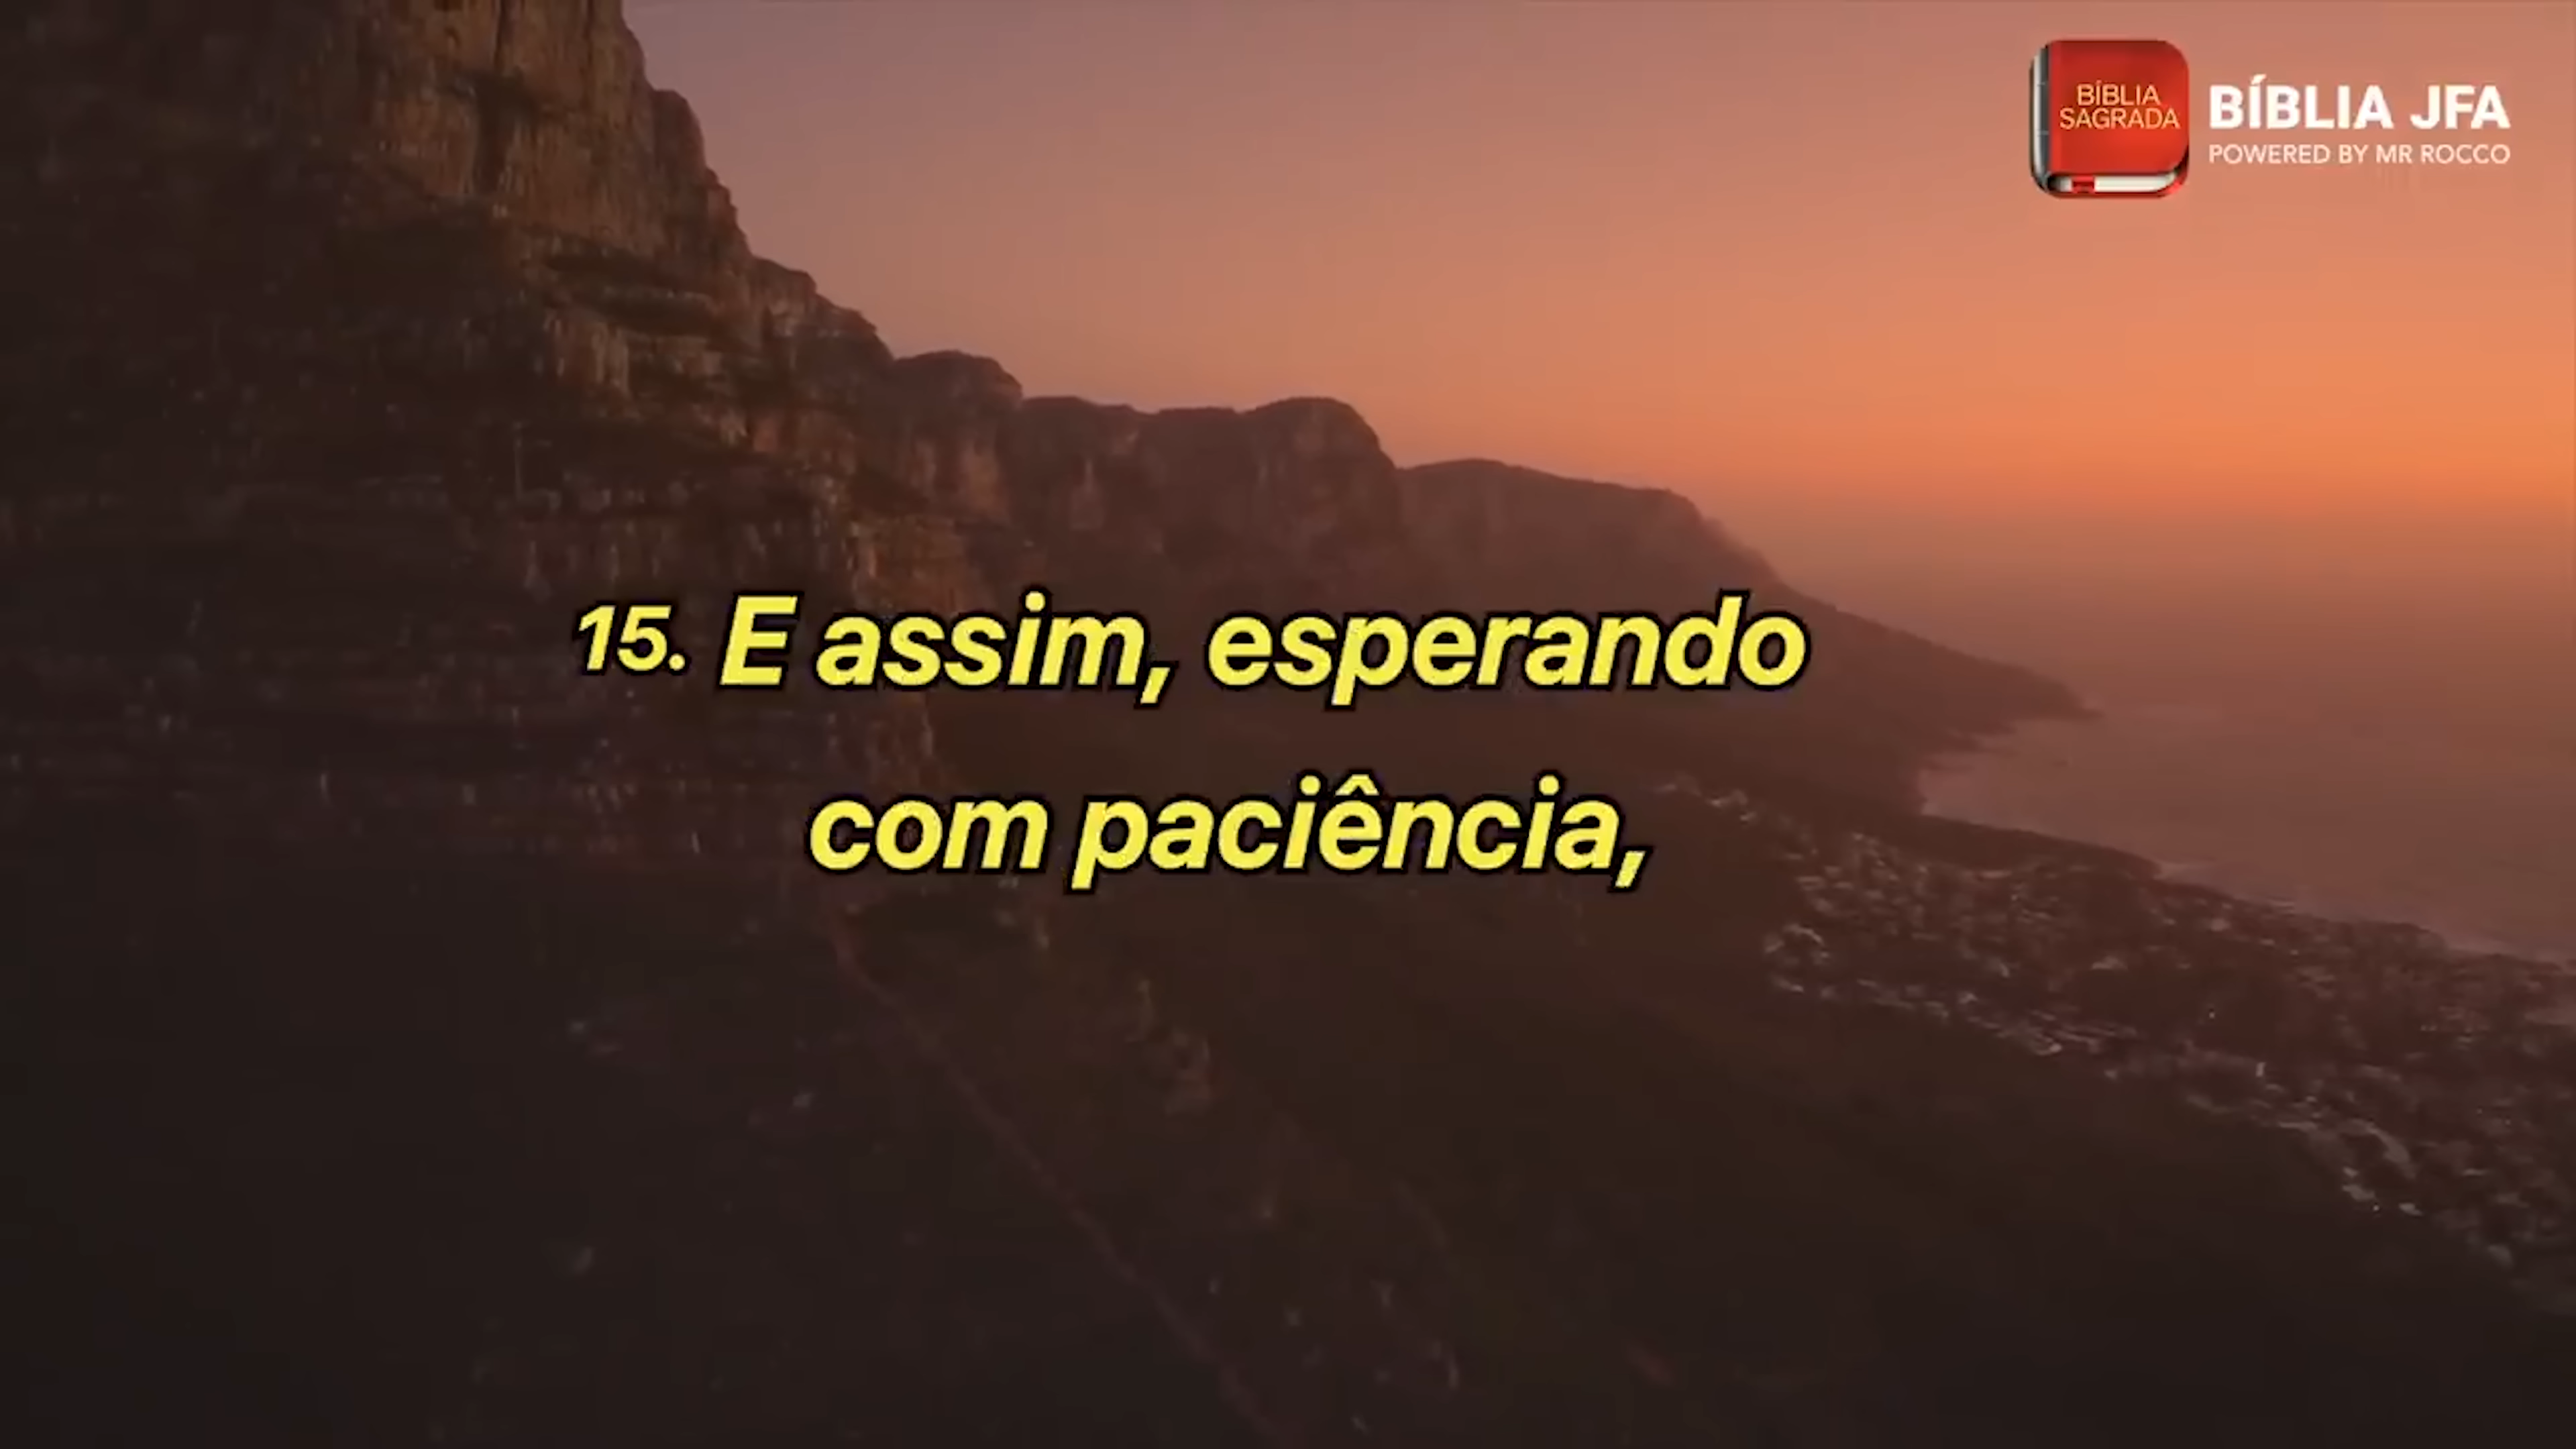 BÍBLIA
SAGRADA
BÍBLIA JFA
POWERED BY MR ROCCO
15. E assim, esperando
com paciência,